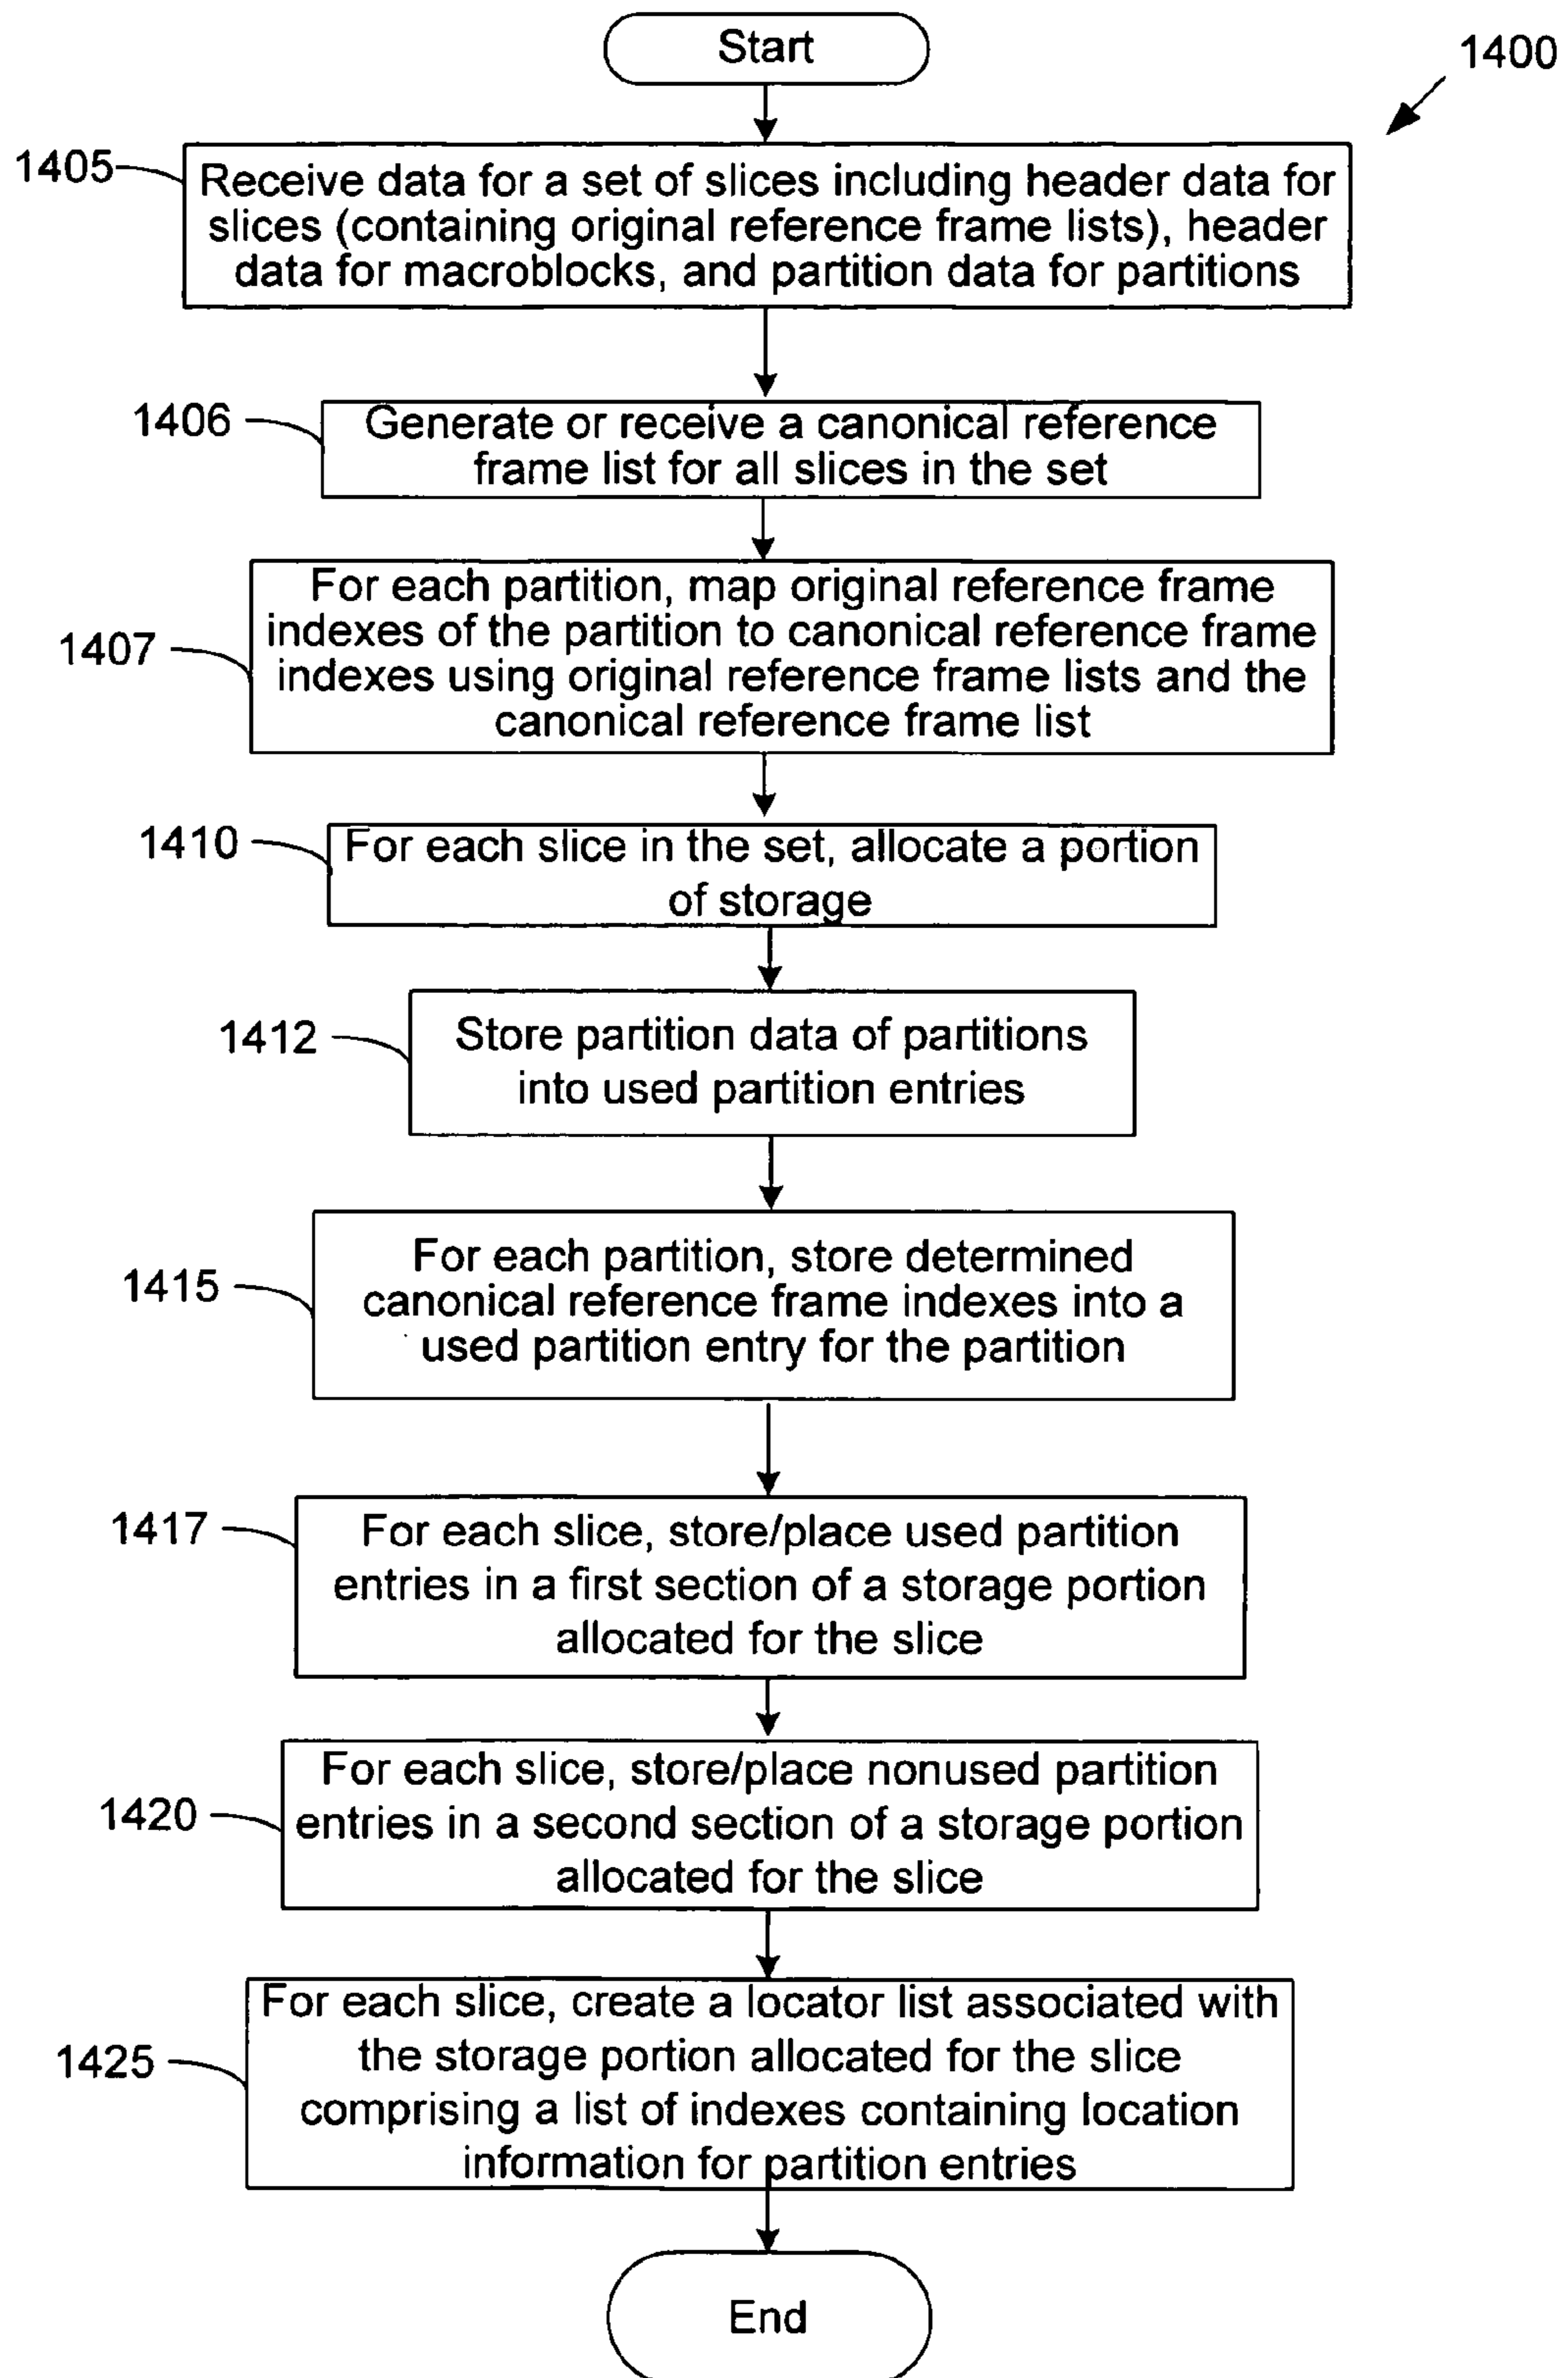 Start
1400
1405
Receive data for a set of slices including header data for
slices (containing original reference frame lists), header
data for macroblocks, and partition data for partitions
1406
Generate or receive a canonical reference
frame list for all slices in the set
1407
For each partition, map original reference frame
indexes of the partition to canonical reference frame
indexes using original reference frame lists and the
canonical reference frame list
1410
For each slice in the set, allocate a portion
of storage
1412
Store partition data of partitions
into used partition entries
1415
For each partition, store determined
canonical reference frame indexes into a
used partition entry for the partition
1417
For each slice, store/place used partition
entries in a first section of a storage portion
allocated for the slice
1420
For each slice, store/place nonused partition
entries in a second section of a storage portion
allocated for the slice
1425
For each slice, create a locator list associated with
the storage portion allocated for the slice
comprising a list of indexes containing location
information for partition entries
End